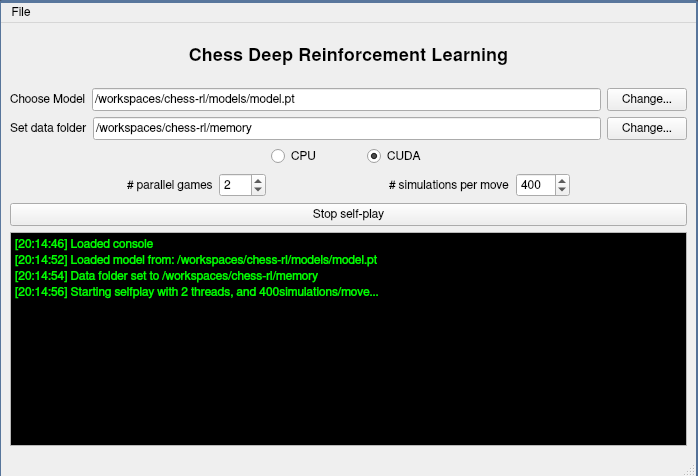 File
Chess Deep Reinforcement Learning
Choose Model /workspaces/chess-rl/models/model.pt Change...
Set data folder /workspaces/chess-rl/memory Change...
CPU CUDA
# parallel games 2 # simulations per move 400
Stop self-play
[20:14:46] Loaded console
[20:14:52] Loaded model from: /workspaces/chess-rl/models/model.pt
[20:14:54] Data folder set to /workspaces/chess-rl/memory
[20:14:56] Starting selfplay with 2 threads, and 400simulations/move...